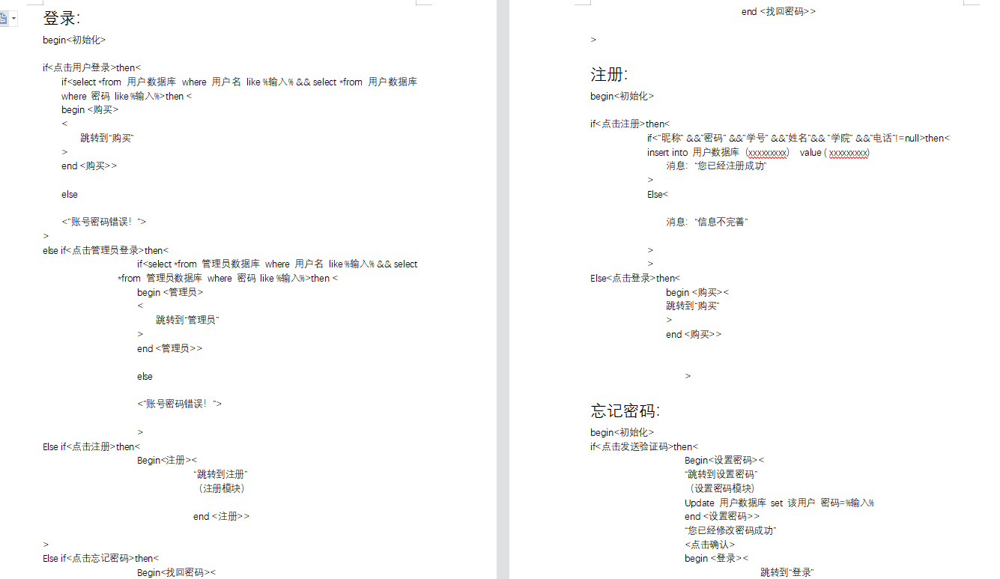 登录:
begin<初始化>
if<点击用户登录>then<
if<select *from 用户数据库 where 用户名 like %输入% && select *from 用户数据库
where 密码 like %输入%>then <
begin <购买>
<
跳转到“购买”
>
end <购买>>
else
<”账号密码错误！”>
>
else if<点击管理员登录>then<
if<select *from 管理员数据库 where 用户名 like %输入% && select
*from 管理员数据库 where 密码 like %输入%>then <
begin <管理员>
<
跳转到“管理员”
>
end <管理员>>
else
<”账号密码错误！”>
>
Else if<点击注册>then<
Begin<注册><
“跳转到注册”
（注册模块）
end <注册>>
>
Else if<点击忘记密码>then<
Begin<找回密码><
end <找回密码>>
>
注册:
begin<初始化>
if<点击注册>then<
if<”昵称” &&”密码” &&”学号” &&”姓名”&& ”学院” &&”电话”!=null>then<
insert into 用户数据库（xxxxxxxxx） value ( xxxxxxxxx)
消息：“您已经注册成功”
>
Else<
消息：“信息不完善”
>
>
Else<点击登录>then<
begin <购买><
跳转到“购买”
>
end <购买>>
>
忘记密码:
begin<初始化>
if<点击发送验证码>then<
Begin<设置密码><
“跳转到设置密码”
（设置密码模块）
Update 用户数据库 set 该用户 密码=%输入%
end <设置密码>>
“您已经修改密码成功”
<点击确认>
begin <登录><
跳转到“登录”